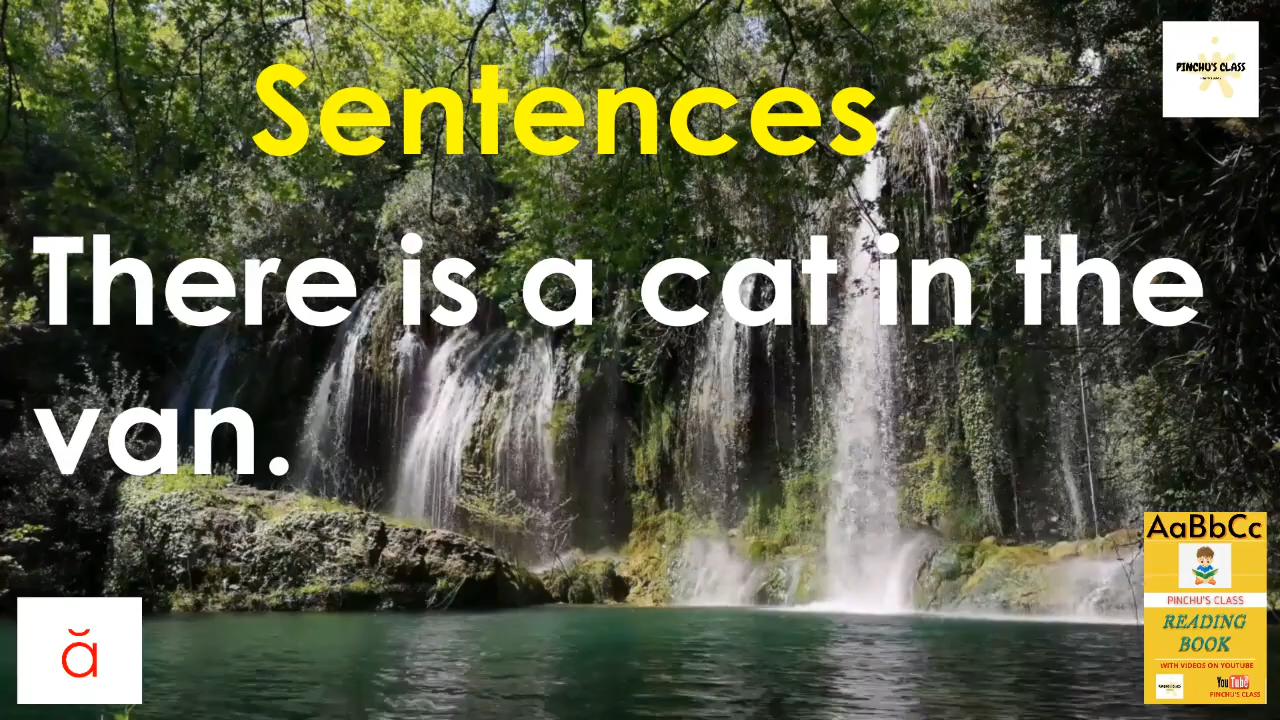 Sentences
PINCHU'S CLASS
There is a cat in the
van.
ă
AaBbCc
PINCHU'S CLASS
READING
BOOK
WITH VIDEOS ON YOUTUBE
YouTube
PINCHU'S CLASS